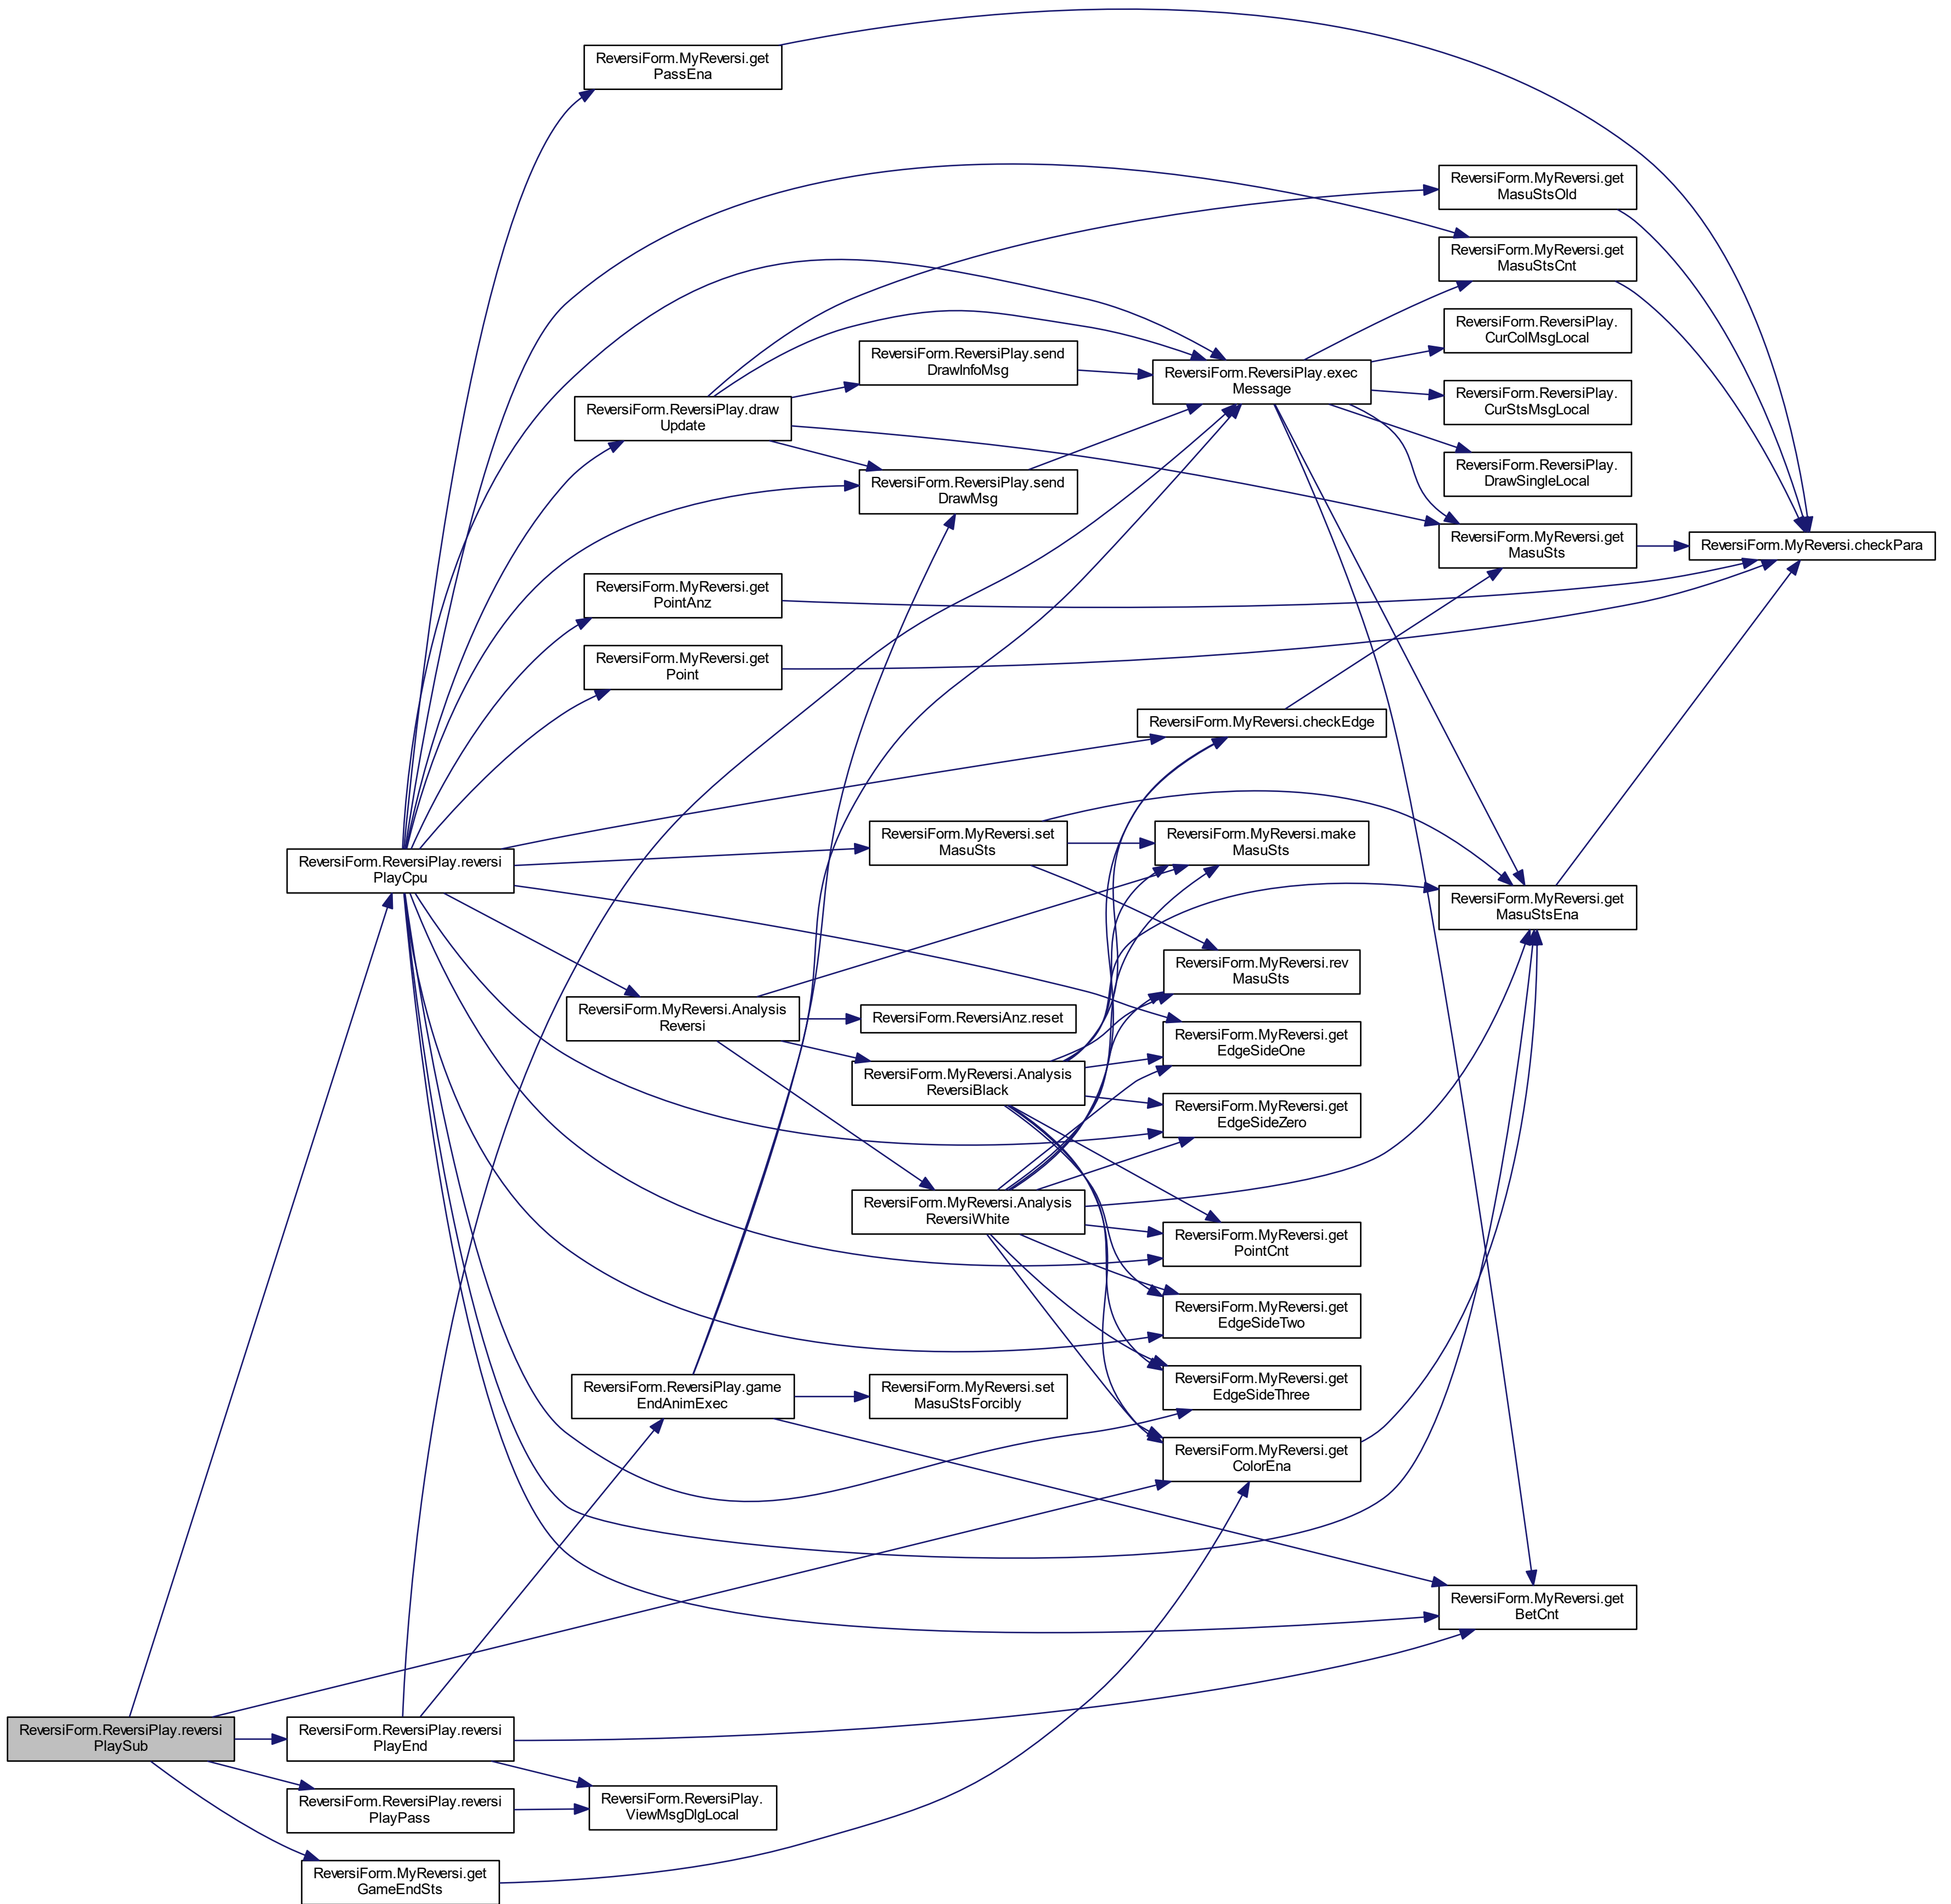 ReversiForm.MyReversi.get
PassEna
ReversiForm.MyReversi.get
MasuStsOld
ReversiForm.MyReversi.get
MasuStsCnt
ReversiForm.ReversiPlay.
CurColMsgLocal
ReversiForm.ReversiPlay.send
DrawInfoMsg
ReversiForm.ReversiPlay.exec
Message
ReversiForm.ReversiPlay.
CurStsMsgLocal
ReversiForm.ReversiPlay.draw
Update
ReversiForm.ReversiPlay.
DrawSingleLocal
ReversiForm.ReversiPlay.send
DrawMsg
ReversiForm.MyReversi.get
MasuSts
ReversiForm.MyReversi.checkPara
ReversiForm.MyReversi.get
PointAnz
ReversiForm.MyReversi.get
Point
ReversiForm.MyReversi.checkEdge
ReversiForm.MyReversi.set
MasuSts
ReversiForm.MyReversi.make
MasuSts
ReversiForm.ReversiPlay.reversi
PlayCpu
ReversiForm.MyReversi.get
MasuStsEna
ReversiForm.MyReversi.rev
MasuSts
ReversiForm.MyReversi.Analysis
Reversi
ReversiForm.ReversiAnz.reset
ReversiForm.MyReversi.get
EdgeSideOne
ReversiForm.MyReversi.Analysis
ReversiBlack
ReversiForm.MyReversi.get
EdgeSideZero
ReversiForm.MyReversi.Analysis
ReversiWhite
ReversiForm.MyReversi.get
PointCnt
ReversiForm.MyReversi.get
EdgeSideTwo
ReversiForm.MyReversi.get
EdgeSideThree
ReversiForm.ReversiPlay.game
EndAnimExec
ReversiForm.MyReversi.set
MasuStsForcibly
ReversiForm.MyReversi.get
ColorEna
ReversiForm.MyReversi.get
BetCnt
ReversiForm.ReversiPlay.reversi
PlaySub
ReversiForm.ReversiPlay.reversi
PlayEnd
ReversiForm.ReversiPlay.
ViewMsgDlgLocal
ReversiForm.ReversiPlay.reversi
PlayPass
ReversiForm.MyReversi.get
GameEndSts